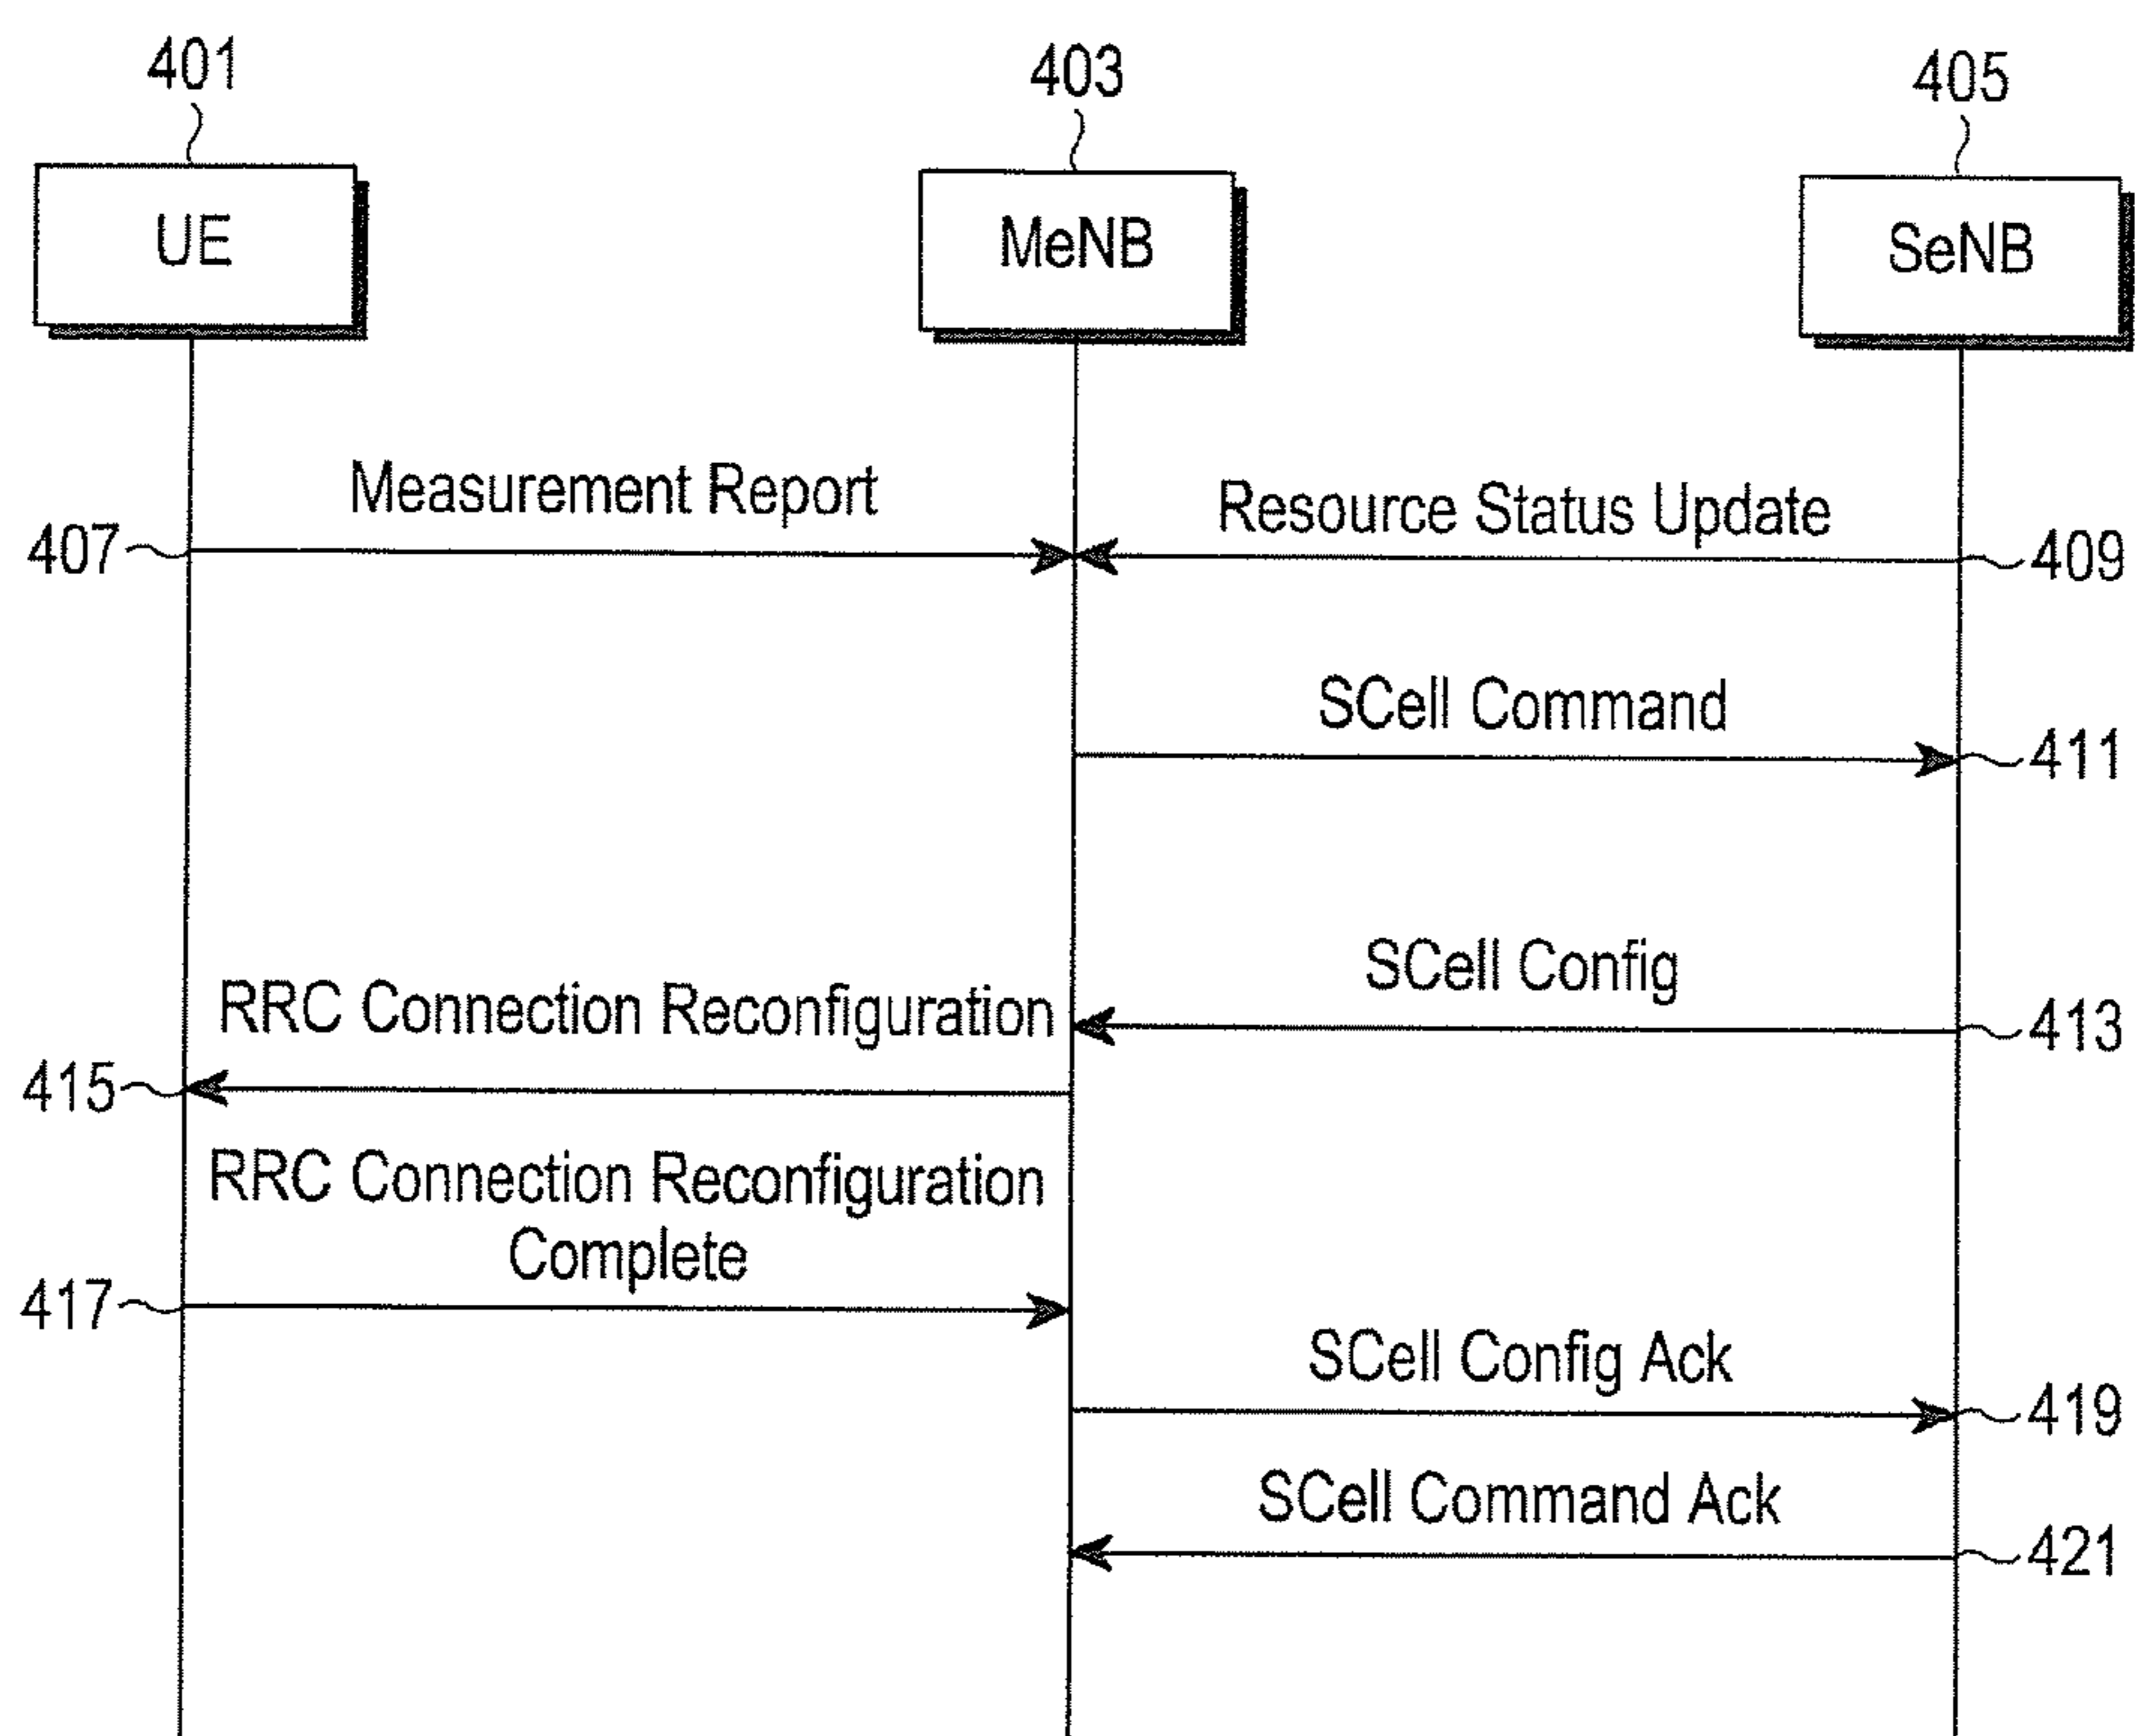 401
403
405
UE
MeNB
SeNB
Measurement Report
Resource Status Update
407
409
SCell Command
411
SCell Config
RRC Connection Reconfiguration
413
415
RRC Connection Reconfiguration
Complete
417
SCell Config Ack
419
SCell Command Ack
421